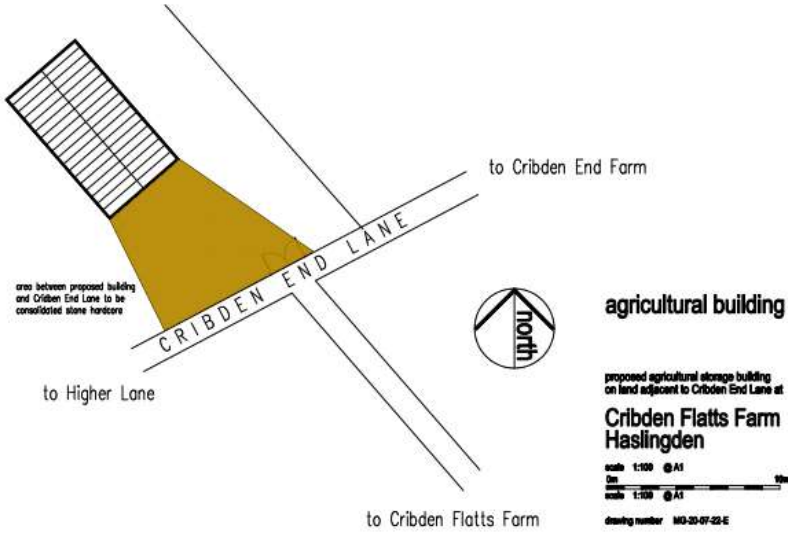 to Cribden End Farm
CRIBDEN END LANE
area between proposed building
and Cribden End Lane to be
consolidated stone hardcore
to Higher Lane
to Cribden Flatts Farm
north
agricultural building
proposed agricultural storage building
on land adjacent to Cribden End Lane at
Cribden Flatts Farm
Haslingden
scale 1:100 @ A1
0m 10m
scale 1:100 @ A1
drawing number MG-20-07-22-E